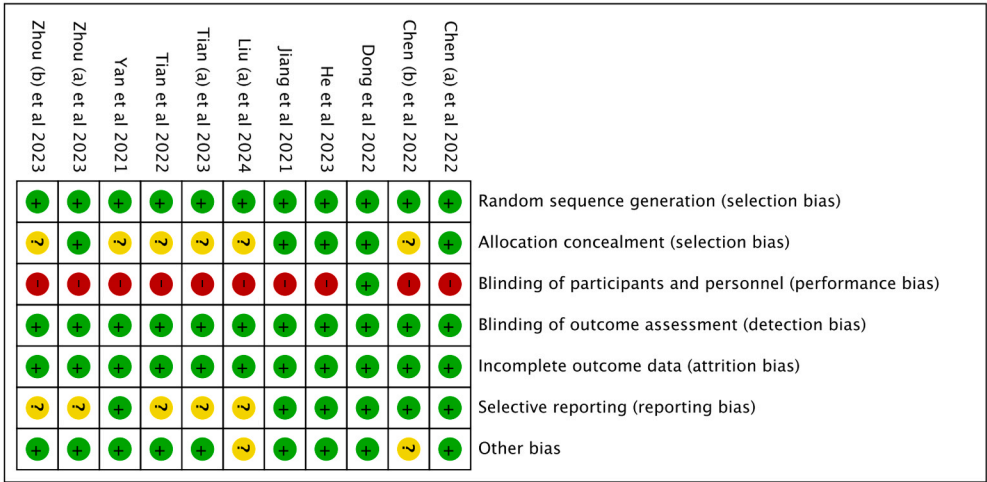 Zhou (b) et al 2023
Zhou (a) et al 2023
Yan et al 2021
Tian et al 2022
Tian (a) et al 2023
Liu (a) et al 2024
Jiang et al 2021
He et al 2023
Dong et al 2022
Chen (b) et al 2022
Chen (a) et al 2022
+ + + + + + + + + + + Random sequence generation (selection bias)
? + ? ? ? ? + + + ? + Allocation concealment (selection bias)
– – – – – – – – + – – Blinding of participants and personnel (performance bias)
+ + + + + + + + + + + Blinding of outcome assessment (detection bias)
+ + + + + + + + + + + Incomplete outcome data (attrition bias)
? ? + ? ? ? + + + + + Selective reporting (reporting bias)
+ + + + + ? + + + ? + Other bias